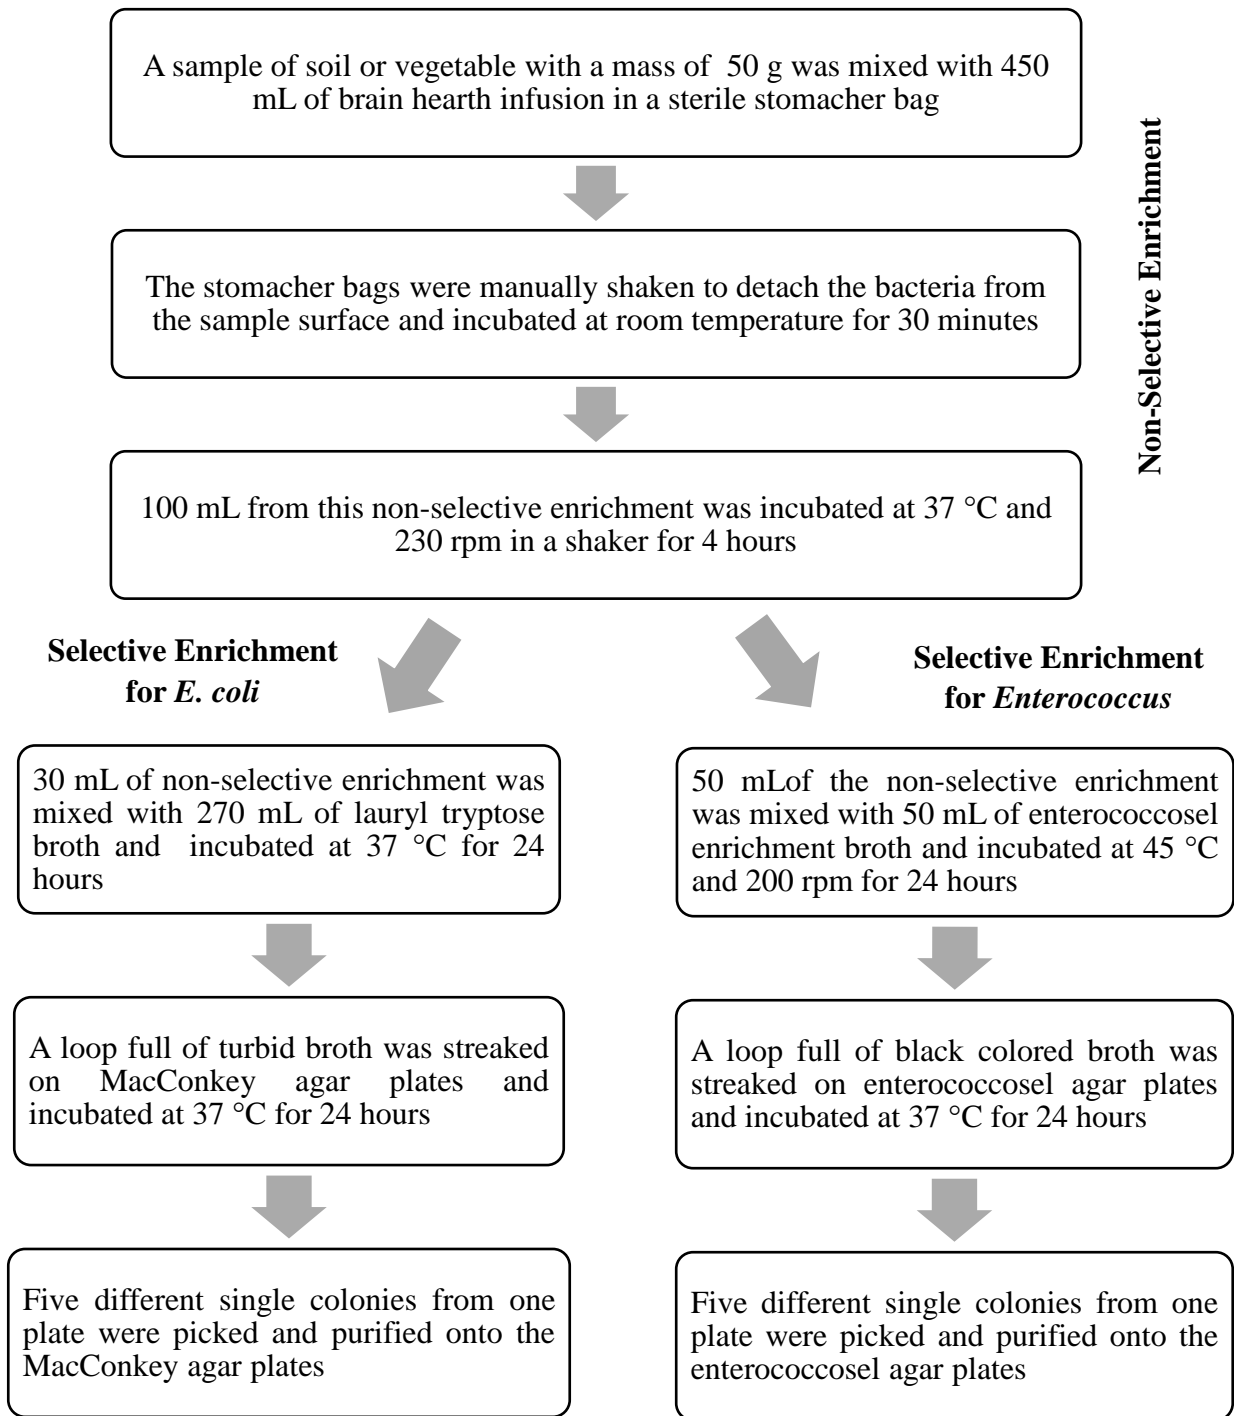 A sample of soil or vegetable with a mass of 50 g was mixed with 450
mL of brain hearth infusion in a sterile stomacher bag
Non-Selective Enrichment
The stomacher bags were manually shaken to detach the bacteria from
the sample surface and incubated at room temperature for 30 minutes
100 mL from this non-selective enrichment was incubated at 37 °C and
230 rpm in a shaker for 4 hours
Selective Enrichment
for E. coli
30 mL of non-selective enrichment was
mixed with 270 mL of lauryl tryptose
broth and incubated at 37 °C for 24
hours
A loop full of turbid broth was streaked
on MacConkey agar plates and
incubated at 37 °C for 24 hours
Five different single colonies from one
plate were picked and purified onto the
MacConkey agar plates
Selective Enrichment
for Enterococcus
50 mLof the non-selective enrichment
was mixed with 50 mL of enterococcosel
enrichment broth and incubated at 45 °C
and 200 rpm for 24 hours
A loop full of black colored broth was
streaked on enterococcosel agar plates
and incubated at 37 °C for 24 hours
Five different single colonies from one
plate were picked and purified onto the
enterococcosel agar plates